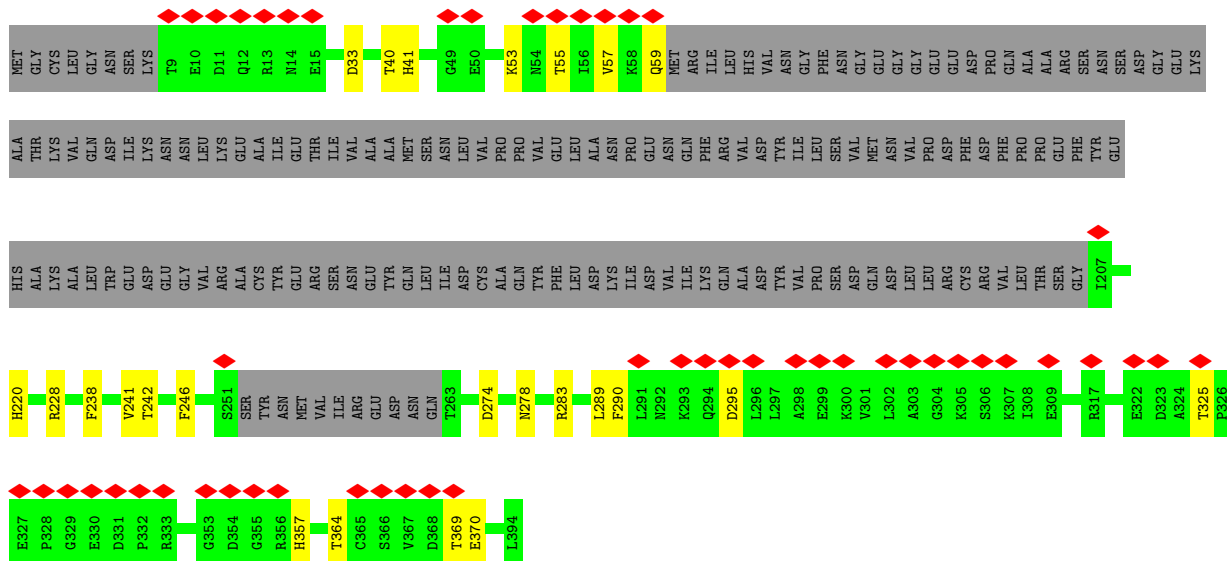 MET GLY CYS LEU GLY ASN SER LYS T9 E10 D11 Q12 R13 N14 E15 D33 T40 H41 G49 E50 K53 N54 T55 I56 V57 K58 Q59 MET ARG ILE LEU HIS VAL ASN GLY PHE ASN GLY GLU GLY GLY GLU GLU ASP PRO GLN ALA ALA ARG SER ASN SER ASP GLY GLU LYS
ALA THR LYS VAL GLN ASP ILE LYS ASN ASN LEU LYS GLU ALA ILE GLU THR ILE VAL ALA ALA MET SER ASN LEU VAL PRO PRO VAL GLU LEU ALA ASN PRO GLU ASN GLN PHE ARG VAL ASP TYR ILE LEU SER VAL MET ASN VAL PRO ASP PHE ASP PHE PRO PRO GLU PHE TYR GLU
HIS ALA LYS ALA LEU TRP GLU ASP GLU GLY VAL ARG ALA CYS TYR GLU ARG SER ASN GLU TYR GLN LEU ILE ASP CYS ALA GLN TYR PHE LEU ASP LYS ILE ASP VAL ILE LYS GLN ALA ASP TYR VAL PRO SER ASP GLN ASP LEU LEU ARG CYS ARG VAL LEU THR SER GLY I207
H220 R228 F238 V241 T242 F246 S251 SER TYR ASN MET VAL ILE ARG GLU ASP ASN GLN T263 D274 N278 R283 L289 F290 L291 N292 K293 Q294 D295 L296 L297 A298 E299 K300 V301 L302 A303 G304 K305 S306 K307 I308 E309 R317 E322 D323 A324 T325 P326
E327 P328 G329 E330 D331 P332 R333 G353 D354 G355 R356 H357 T364 C365 S366 V367 D368 T369 E370 L394